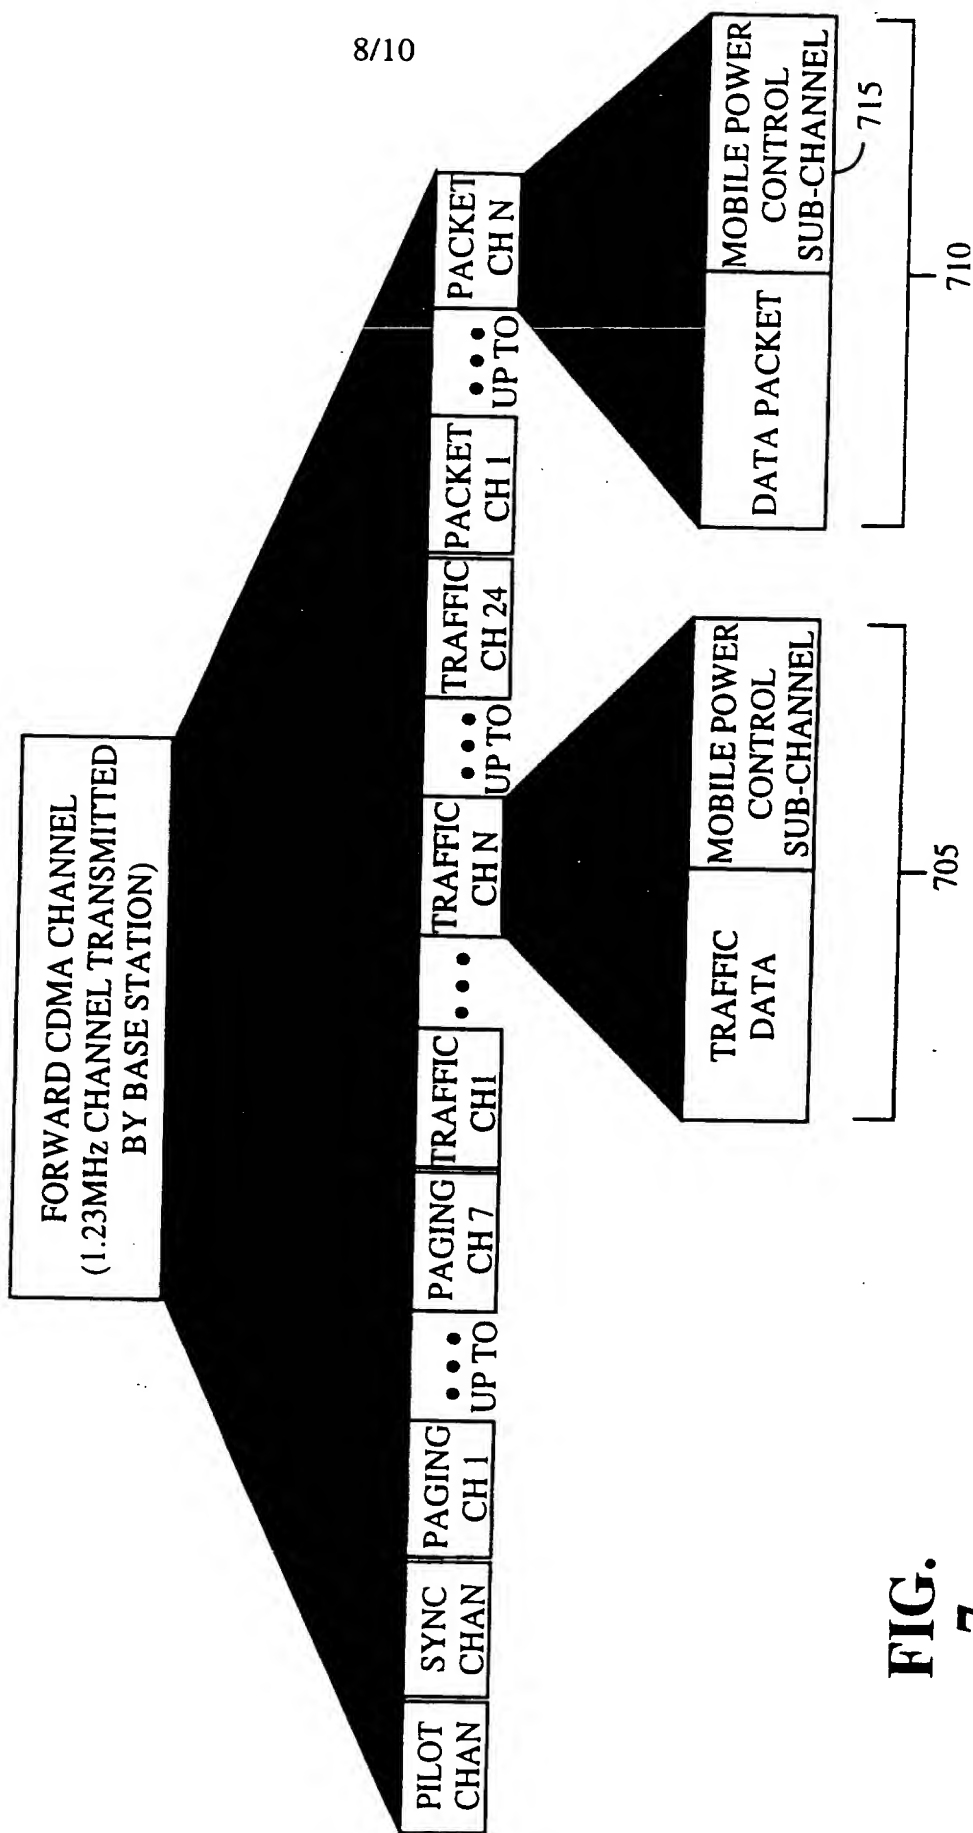 8/10
FORWARD CDMA CHANNEL
(1.23MHz CHANNEL TRANSMITTED
BY BASE STATION)
PILOT
CHAN
SYNC
CHAN
PAGING
CH 1
•••
UP TO
PAGING
CH 7
TRAFFIC
CH1
•••
TRAFFIC
CH N
•••
UP TO
TRAFFIC
CH 24
PACKET
CH 1
•••
UP TO
PACKET
CH N
TRAFFIC
DATA
MOBILE POWER
CONTROL
SUB-CHANNEL
705
DATA PACKET
MOBILE POWER
CONTROL
SUB-CHANNEL
715
710
FIG.
7